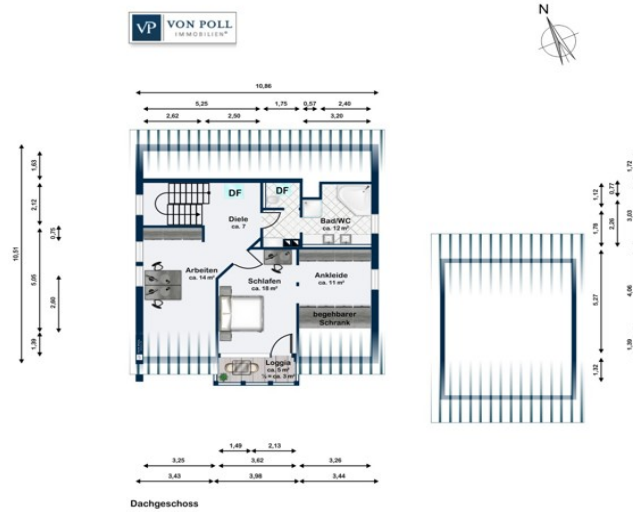 VP VON POLL
IMMOBILIEN®
N
10,86
5,25 1,75 0,57 2,40
2,62 2,50 3,20
1,63
2,12
0,75
10,51
5,05
2,60
1,39
DF
DF
Diele
ca. 7
Bad/WC
ca. 12 m²
Arbeiten
ca. 14 m²
Schlafen
ca. 18 m²
Ankleide
ca. 11 m²
begehbarer
Schrank
Loggia
ca. 5 m²
½ = ca. 3 m²
1,72
1,12 0,77
3,03
1,78 2,26
5,27
4,06
1,32
1,39
1,49 2,13
3,25 3,62 3,26
3,43 3,98 3,44
Dachgeschoss